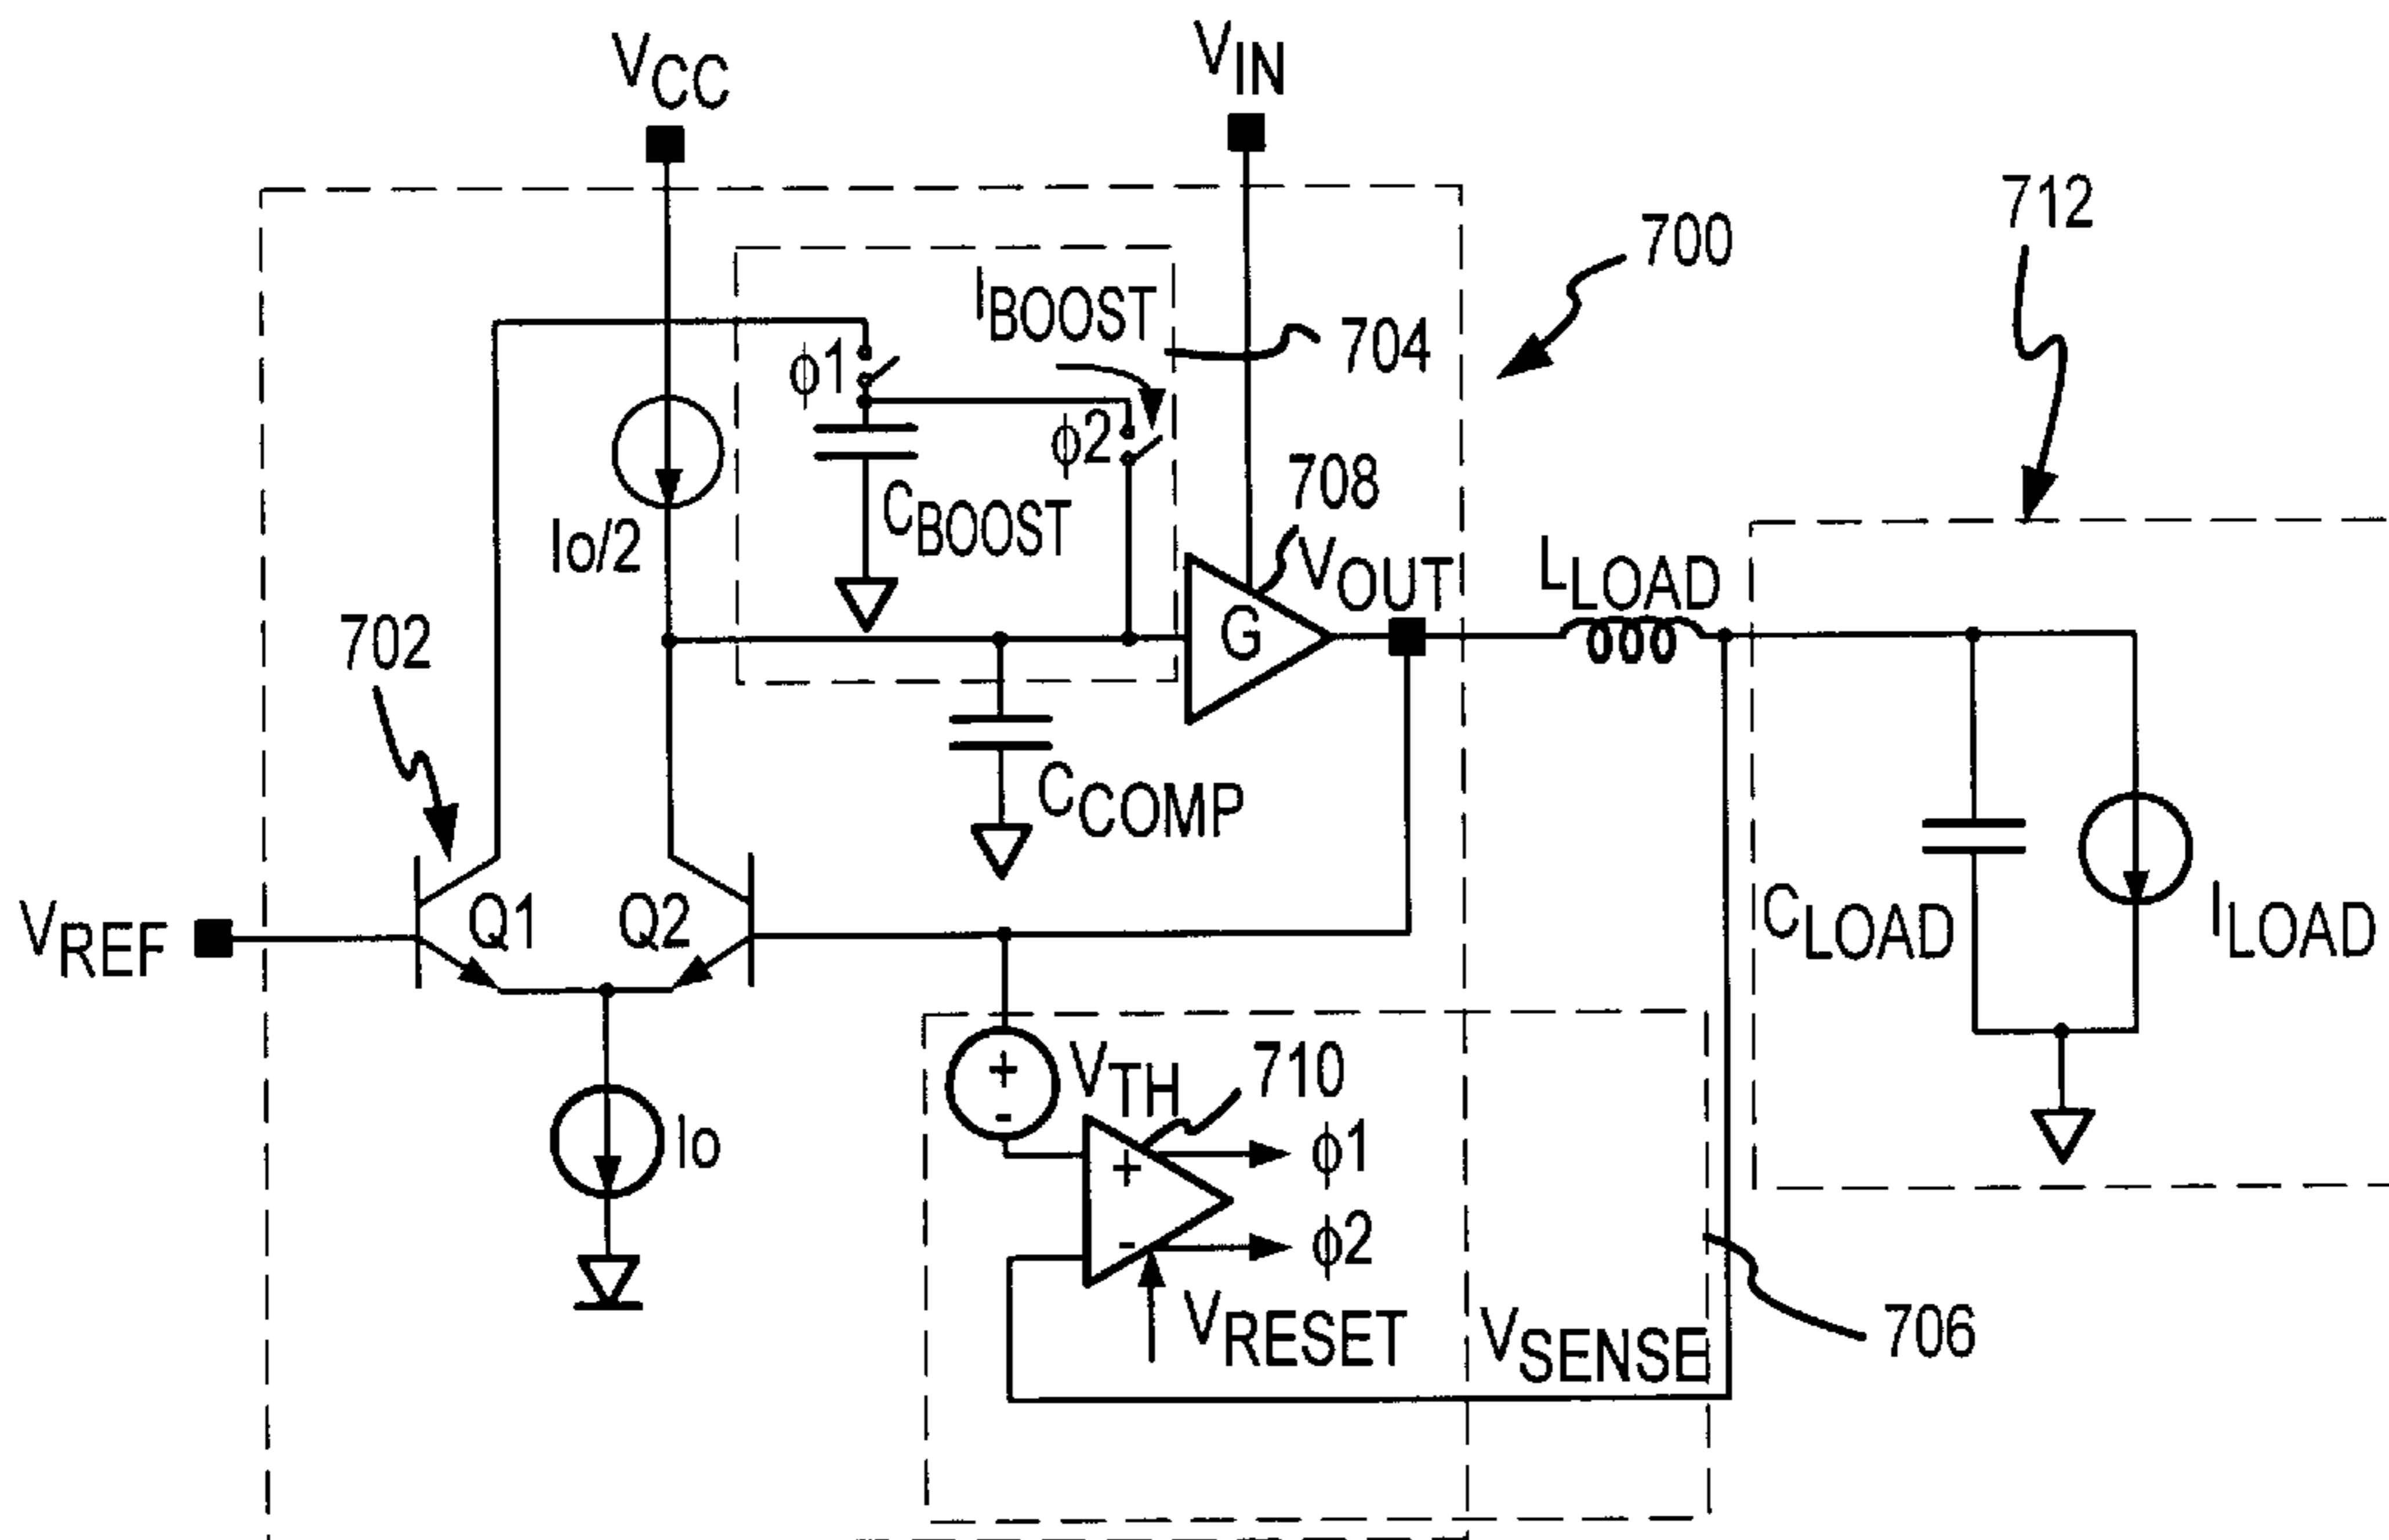 VCC
VIN
712
700
IBOOST
704
ϕ1
ϕ2
CBOOST
708
Io/2
VOUT
LLOAD
702
G
CCOMP
Q1
Q2
VREF
CLOAD
ILOAD
+
-
VTH
710
+
-
ϕ1
ϕ2
Io
VRESET
VSENSE
706